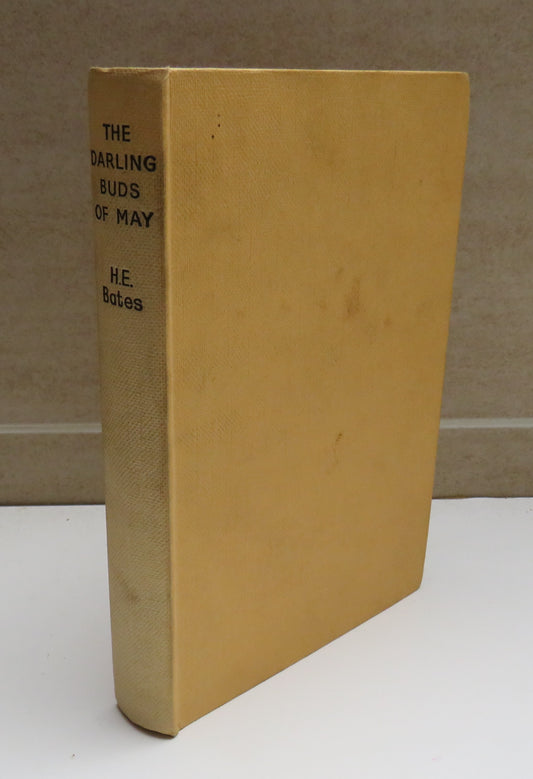 THE
DARLING
BUDS
OF MAY
H.E.
Bates